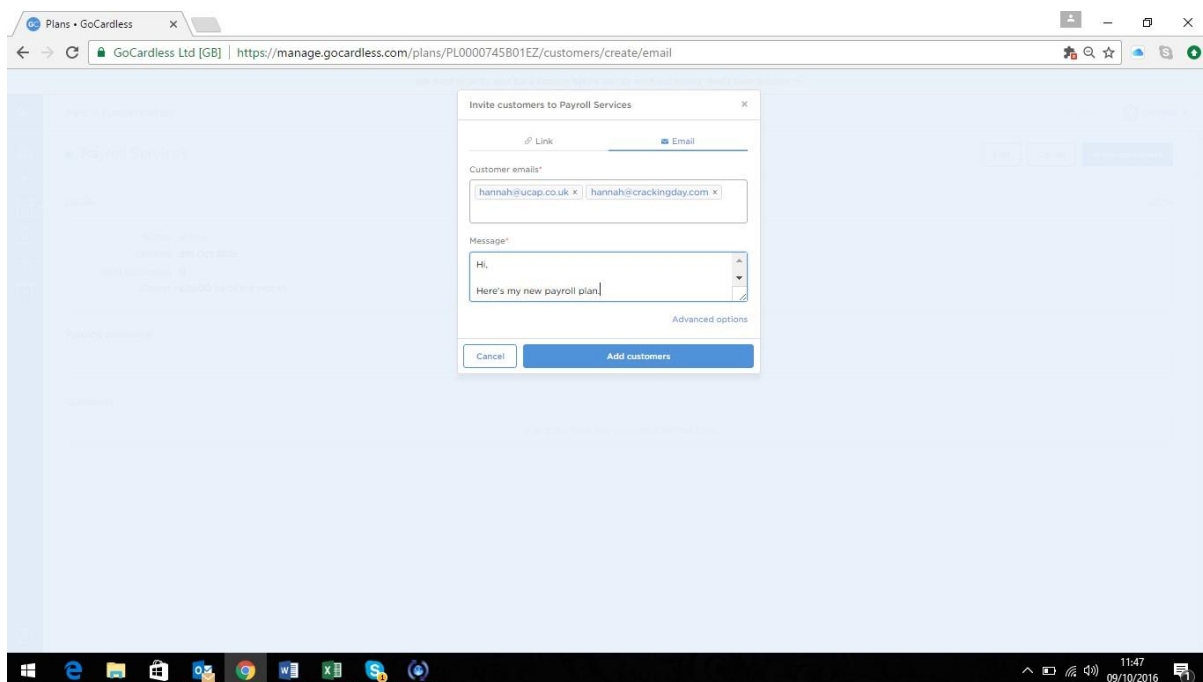 Plans • GoCardless
GoCardless Ltd [GB] | https://manage.gocardless.com/plans/PL0000745B01EZ/customers/create/email
Invite customers to Payroll Services ×
Link Email
Customer emails*
hannah@ucap.co.uk × hannah@crackingday.com ×
Message*
Hi,
Here's my new payroll plan.
Advanced options
Cancel Add customers
Payroll Services
11:47
09/10/2016